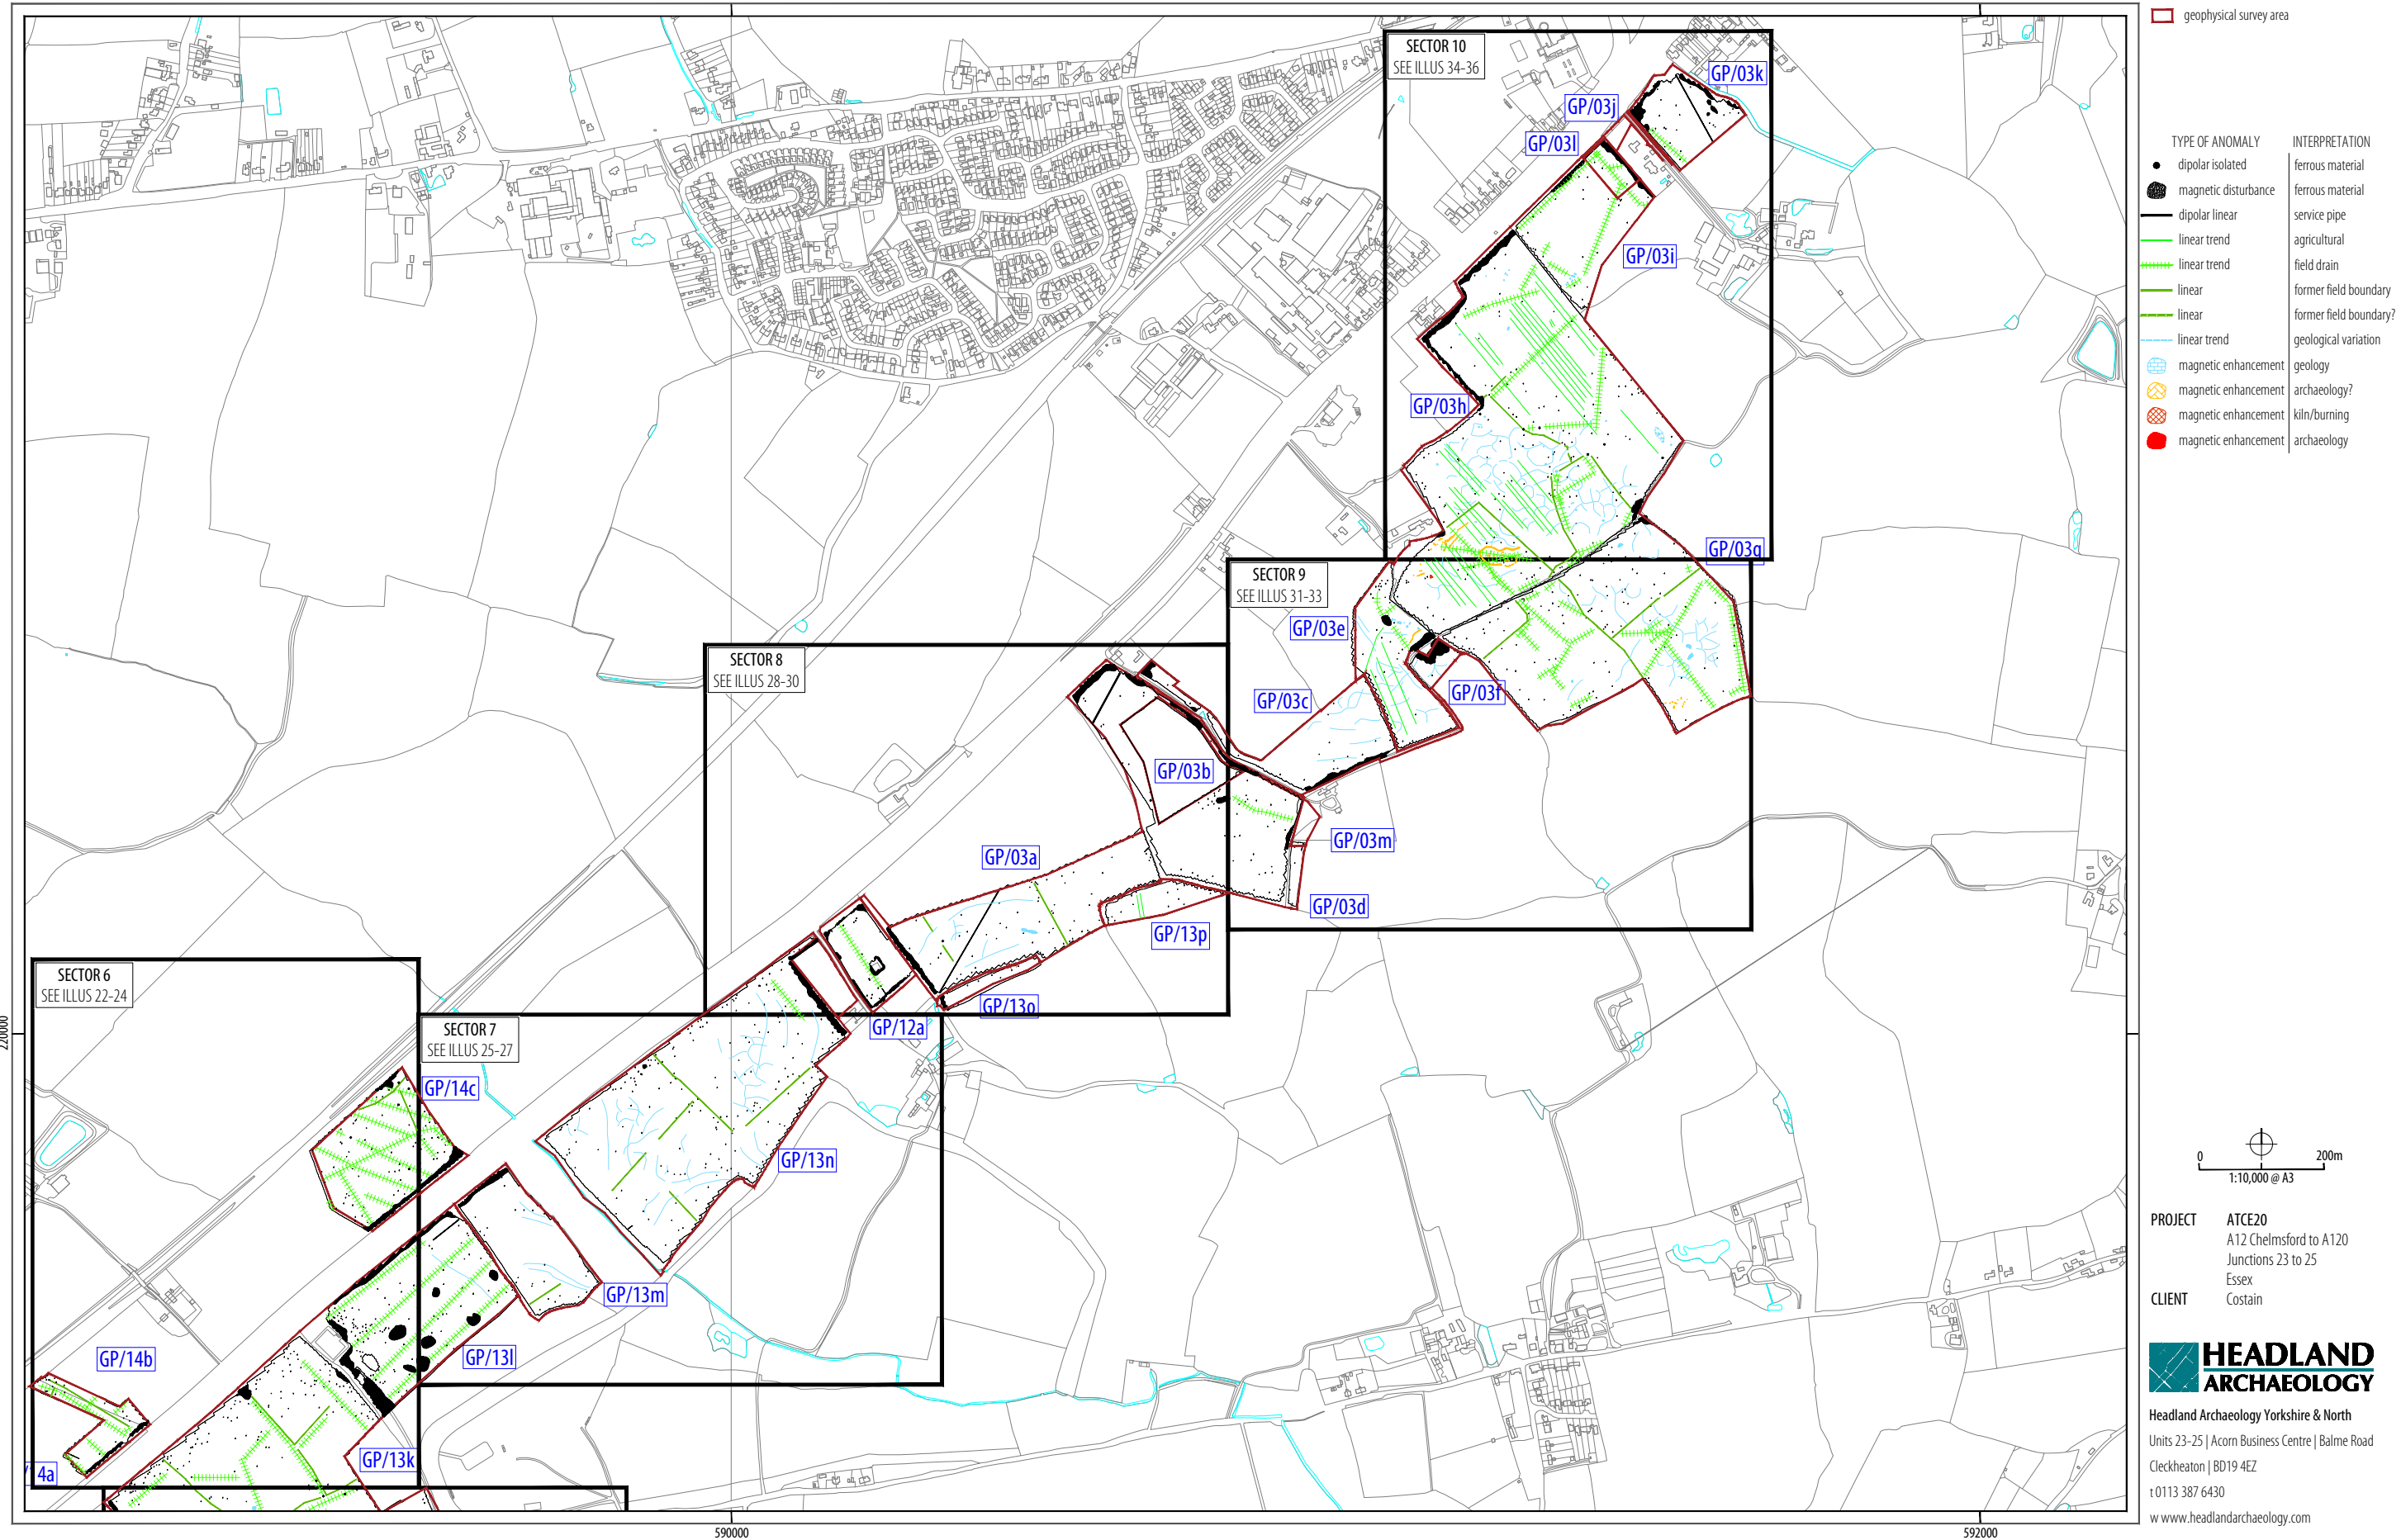 geophysical survey area
TYPE OF ANOMALY INTERPRETATION
dipolar isolated ferrous material
magnetic disturbance ferrous material
dipolar linear service pipe
linear trend agricultural
linear trend field drain
linear former field boundary
linear former field boundary?
linear trend geological variation
magnetic enhancement geology
magnetic enhancement archaeology?
magnetic enhancement kiln/burning
magnetic enhancement archaeology
SECTOR 10
SEE ILLUS 34-36
GP/03k
GP/03j
GP/03l
GP/03i
GP/03h
GP/03q
SECTOR 9
SEE ILLUS 31-33
GP/03e
GP/03f
GP/03c
SECTOR 8
SEE ILLUS 28-30
GP/03b
GP/03m
GP/03a
GP/03d
GP/13p
GP/13o
GP/12a
SECTOR 6
SEE ILLUS 22-24
SECTOR 7
SEE ILLUS 25-27
GP/14c
GP/13n
GP/13m
GP/13l
GP/14b
GP/13k
4a
220000
590000
592000
0 200m
1:10,000 @ A3
PROJECT ATCE20
A12 Chelmsford to A120
Junctions 23 to 25
Essex
CLIENT Costain
HEADLAND
ARCHAEOLOGY
Headland Archaeology Yorkshire & North
Units 23-25 | Acorn Business Centre | Balme Road
Cleckheaton | BD19 4EZ
t 0113 387 6430
w www.headlandarchaeology.com